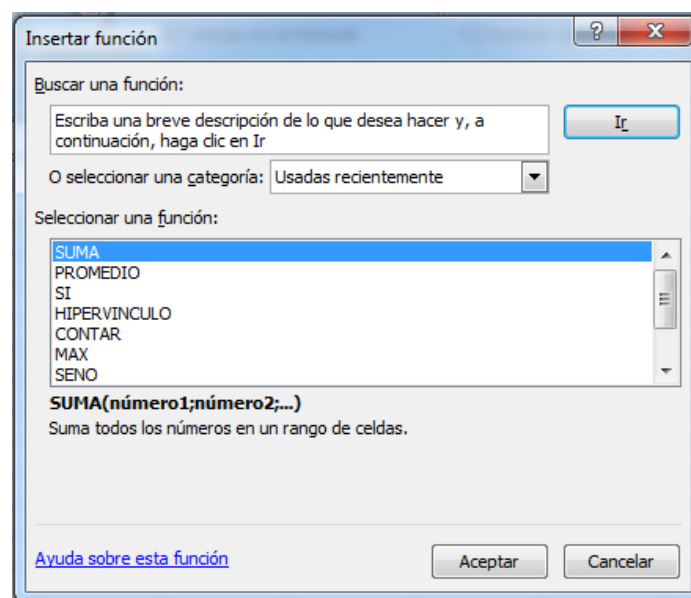 Insertar función
?
X
Buscar una función:
Escriba una breve descripción de lo que desea hacer y, a
continuación, haga clic en Ir
Ir
O seleccionar una categoría: Usadas recientemente
Seleccionar una función:
SUMA
PROMEDIO
SI
HIPERVINCULO
CONTAR
MAX
SENO
SUMA(número1;número2;...)
Suma todos los números en un rango de celdas.
Ayuda sobre esta función
Aceptar
Cancelar